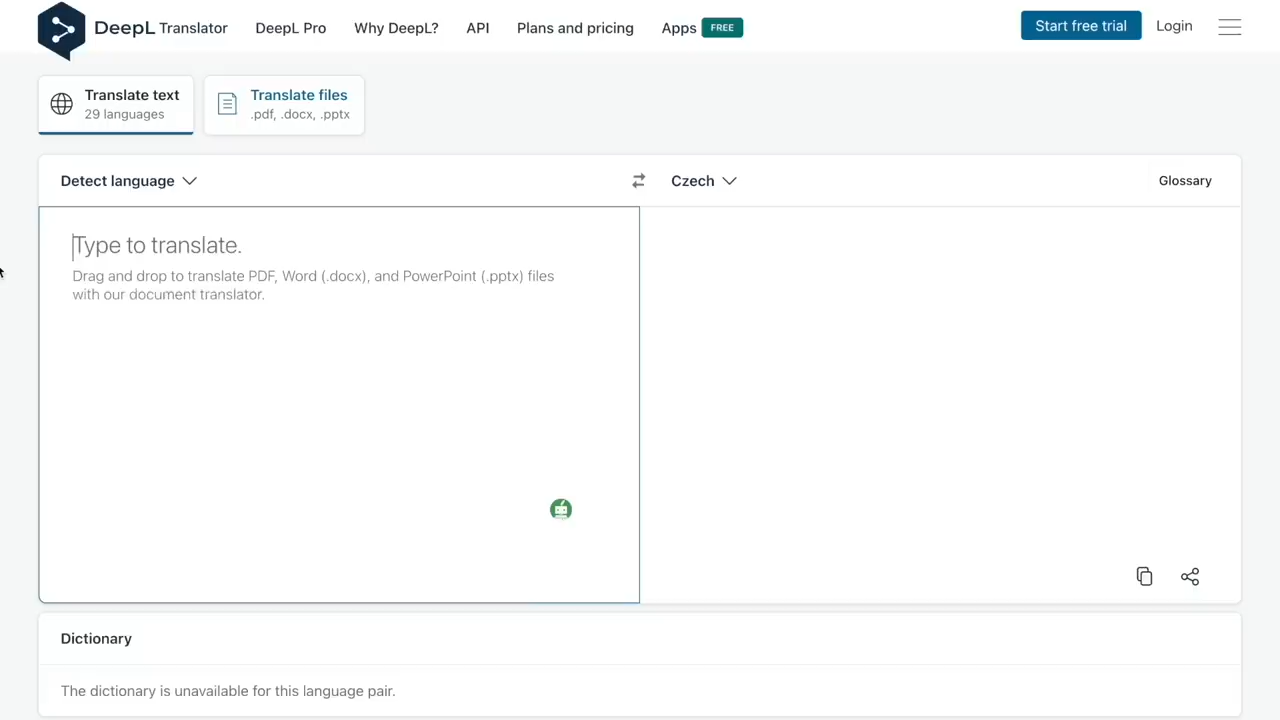 DeepL Translator
DeepL Pro
Why DeepL?
API
Plans and pricing
Apps FREE
Start free trial
Login
Translate text
29 languages
Translate files
.pdf, .docx, .pptx
Detect language
Czech
Glossary
Type to translate.
Drag and drop to translate PDF, Word (.docx), and PowerPoint (.pptx) files
with our document translator.
Dictionary
The dictionary is unavailable for this language pair.